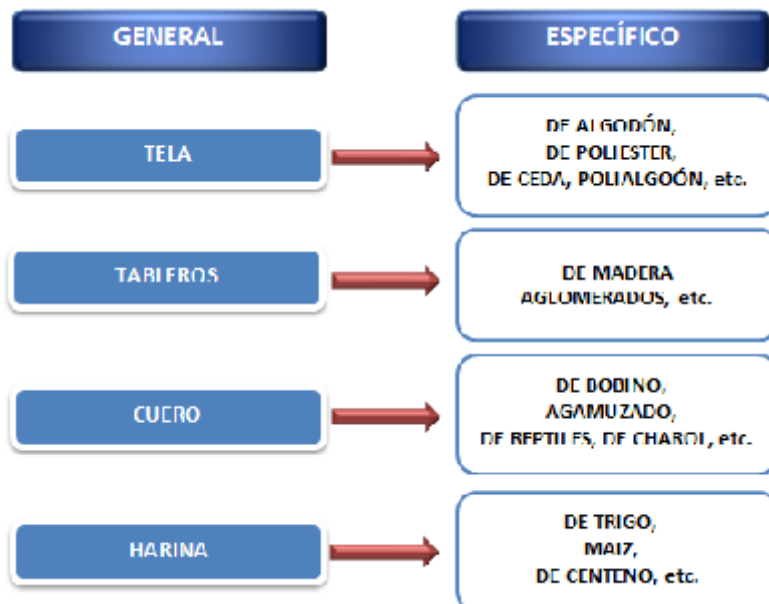 GENERAL
ESPECÍFICO
TELA
DE ALGODÓN,
DE POLIESTER,
DE CEDA, POLIALGOÓN, etc.
TABLEROS
DE MADERA
AGLOMERADOS, etc.
CUERO
DE BOBINO,
AGAMUZADO,
DE REPTILES, DE CHAROL, etc.
HARINA
DE TRIGO,
MAIZ,
DE CENTENO, etc.